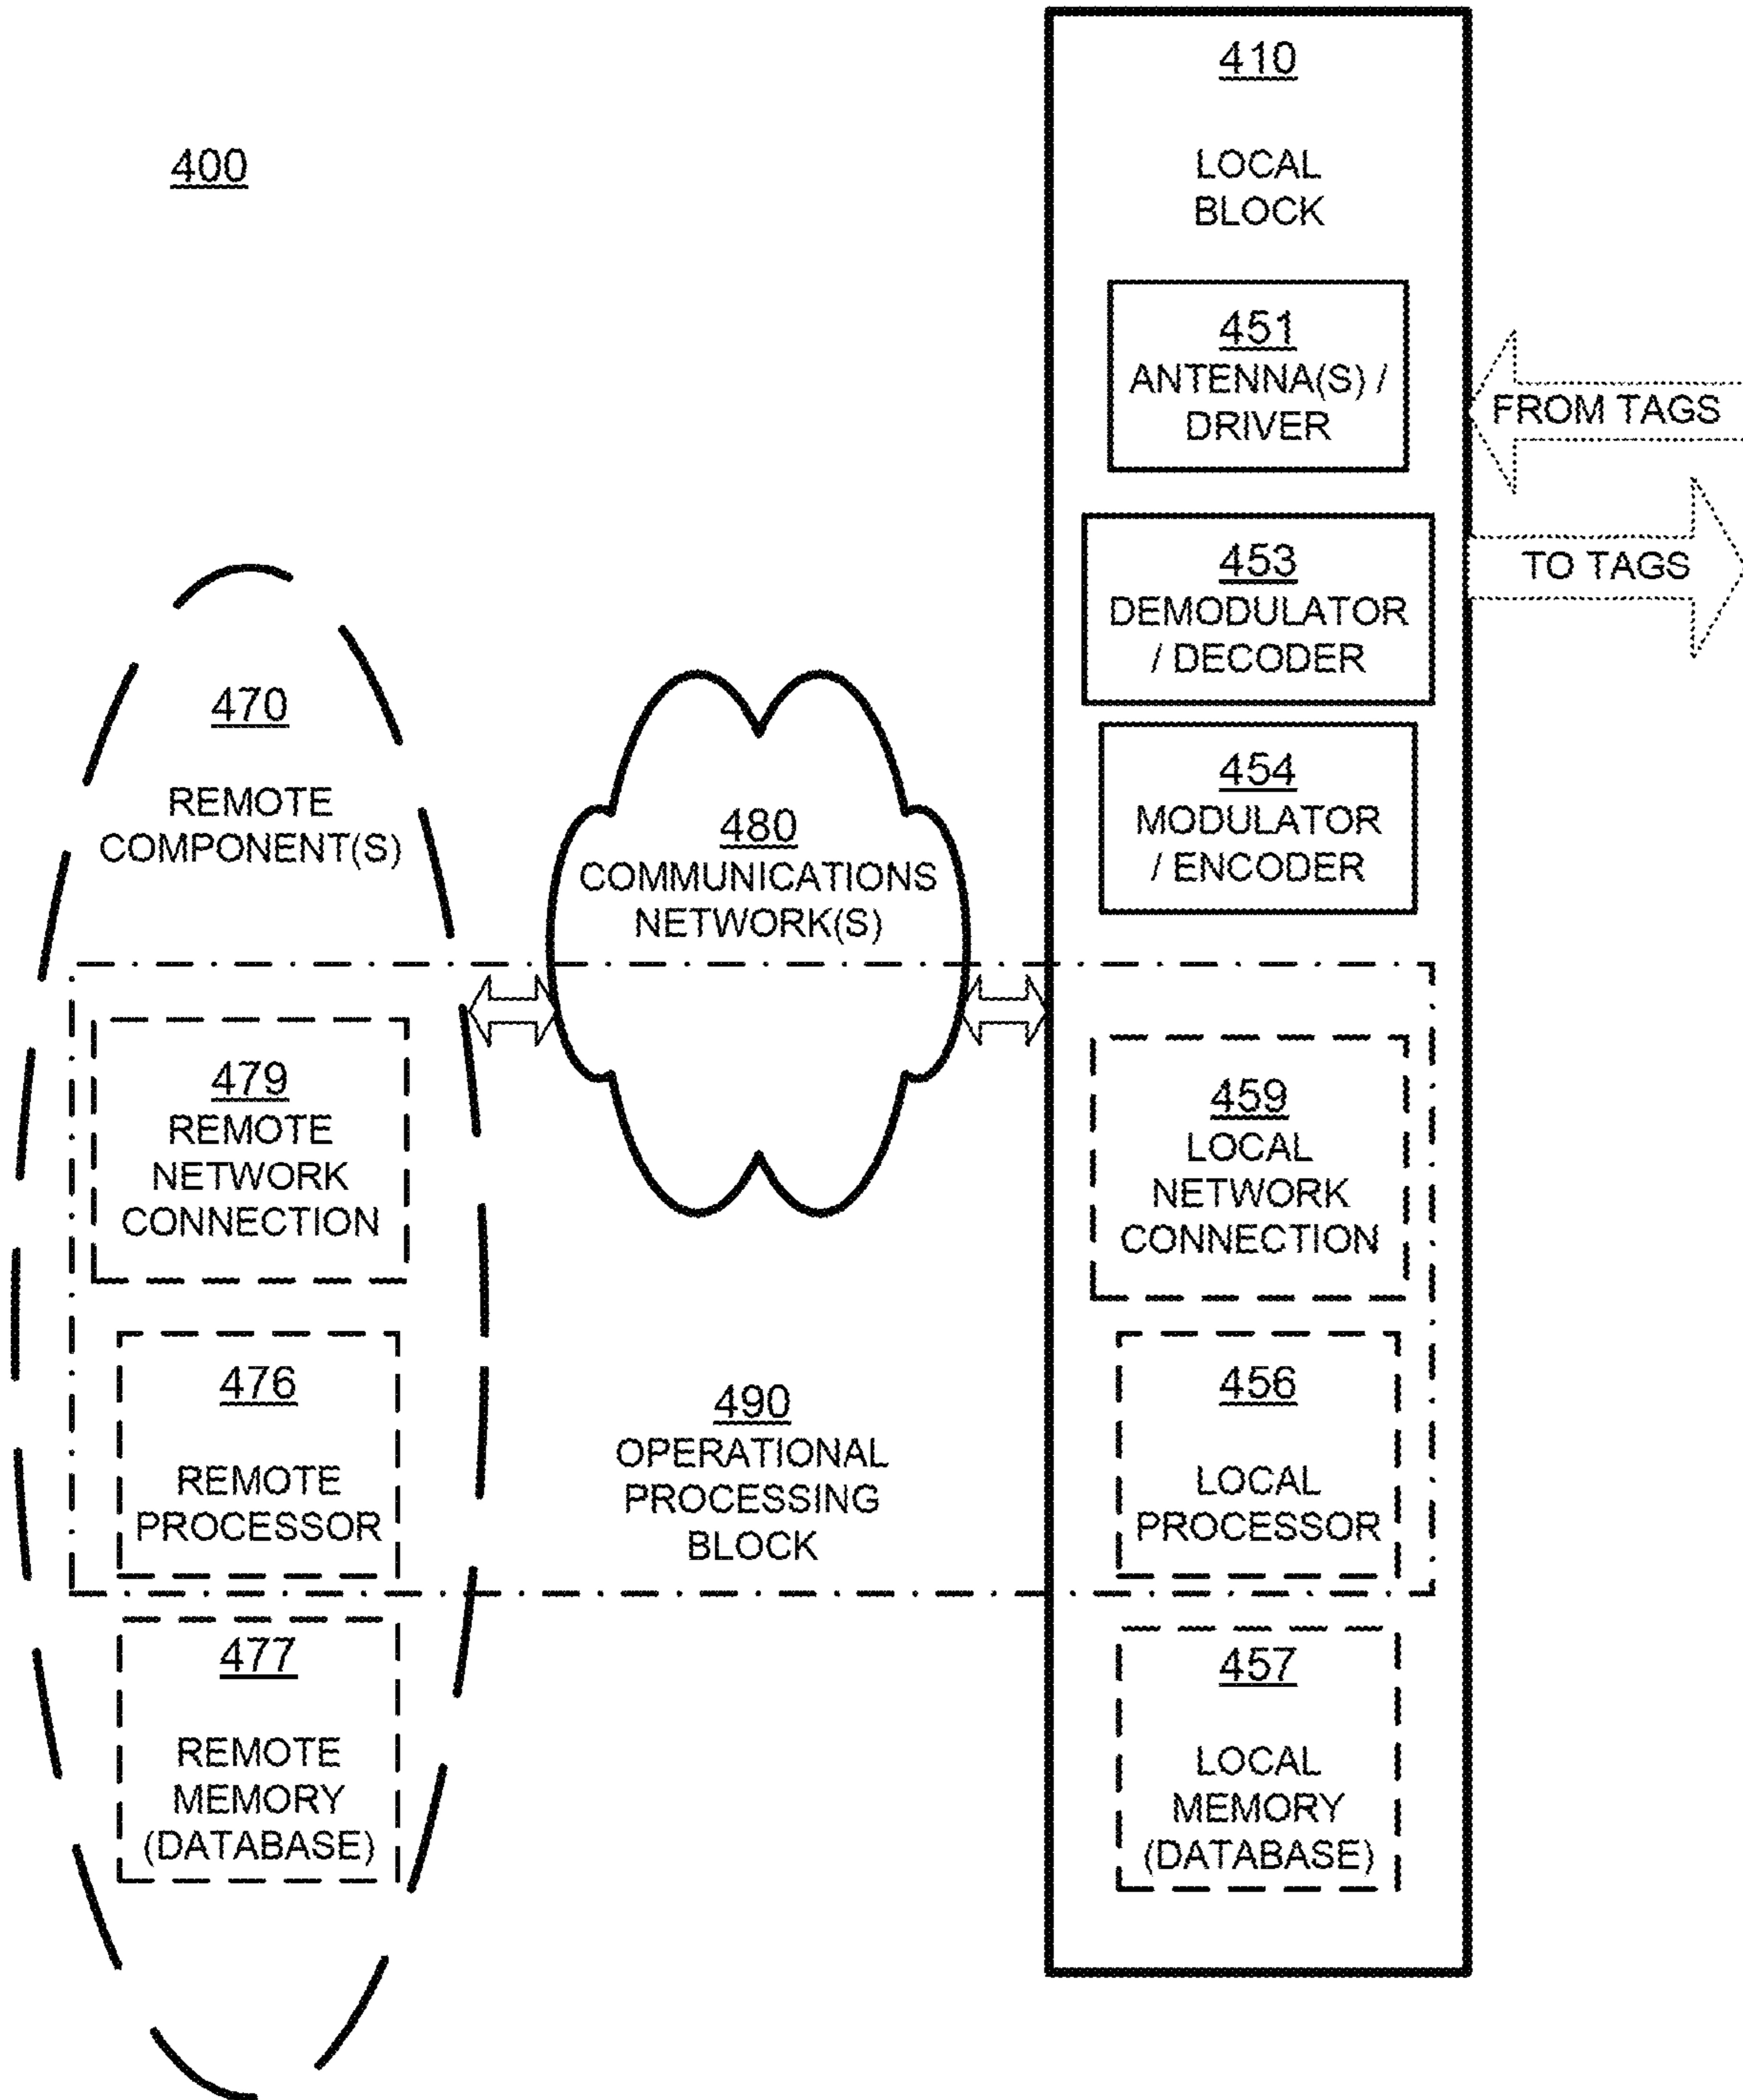 400
410
LOCAL
BLOCK
451
ANTENNA(S) /
DRIVER
FROM TAGS
TO TAGS
453
DEMODULATOR
/ DECODER
454
MODULATOR
/ ENCODER
470
REMOTE
COMPONENT(S)
480
COMMUNICATIONS
NETWORK(S)
479
REMOTE
NETWORK
CONNECTION
459
LOCAL
NETWORK
CONNECTION
476
REMOTE
PROCESSOR
490
OPERATIONAL
PROCESSING
BLOCK
456
LOCAL
PROCESSOR
477
REMOTE
MEMORY
(DATABASE)
457
LOCAL
MEMORY
(DATABASE)